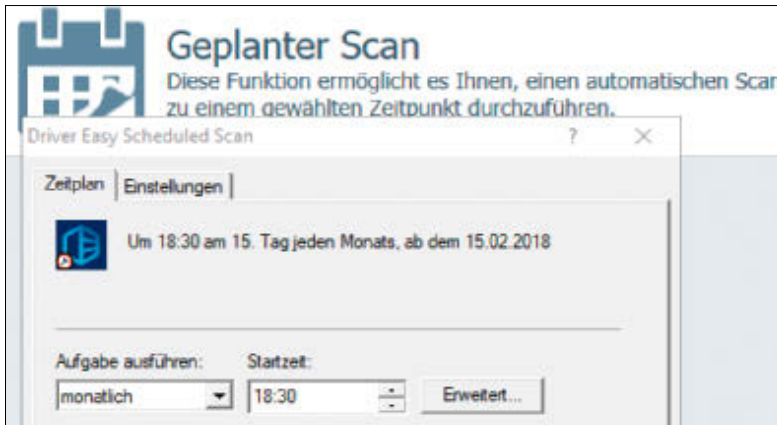 Geplanter Scan
Diese Funktion ermöglicht es Ihnen, einen automatischen Scan
zu einem gewählten Zeitpunkt durchzuführen.
Driver Easy Scheduled Scan ?
Zeitplan Einstellungen
Um 18:30 am 15. Tag jeden Monats, ab dem 15.02.2018
Aufgabe ausführen: Startzeit:
monatlich 18:30 Erweitert...